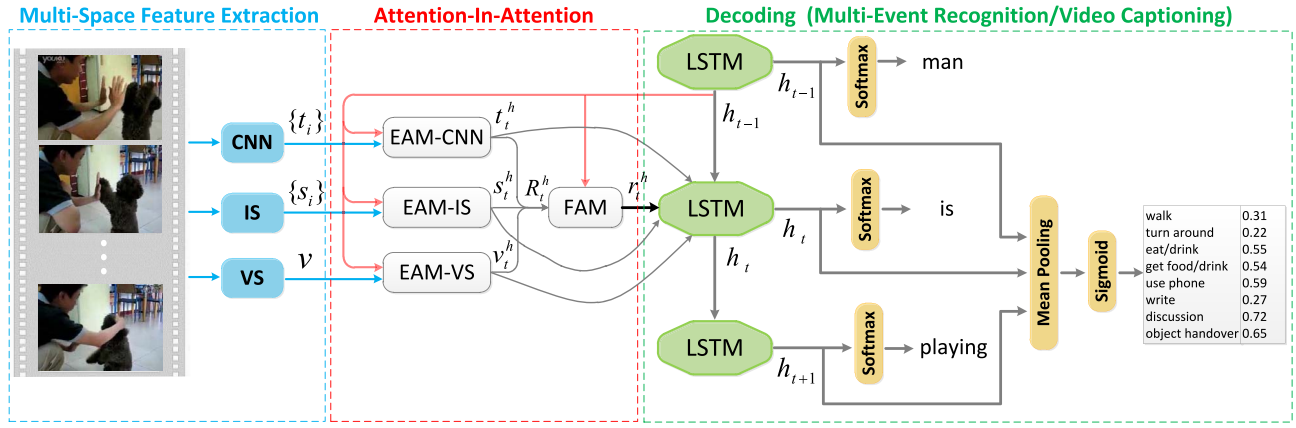 Multi-Space Feature Extraction
Attention-In-Attention
Decoding (Multi-Event Recognition/Video Captioning)
CNN
IS
VS
{t_i}
{s_i}
v
EAM-CNN
EAM-IS
EAM-VS
t_t^h
s_t^h
v_t^h
R_t^h
FAM
r_t^h
LSTM
h_{t-1}
h_{t-1}
Softmax
man
LSTM
h_t
h_t
Softmax
is
LSTM
h_{t+1}
Softmax
playing
Mean Pooling
Sigmoid
walk 0.31
turn around 0.22
eat/drink 0.55
get food/drink 0.54
use phone 0.59
write 0.27
discussion 0.72
object handover 0.65